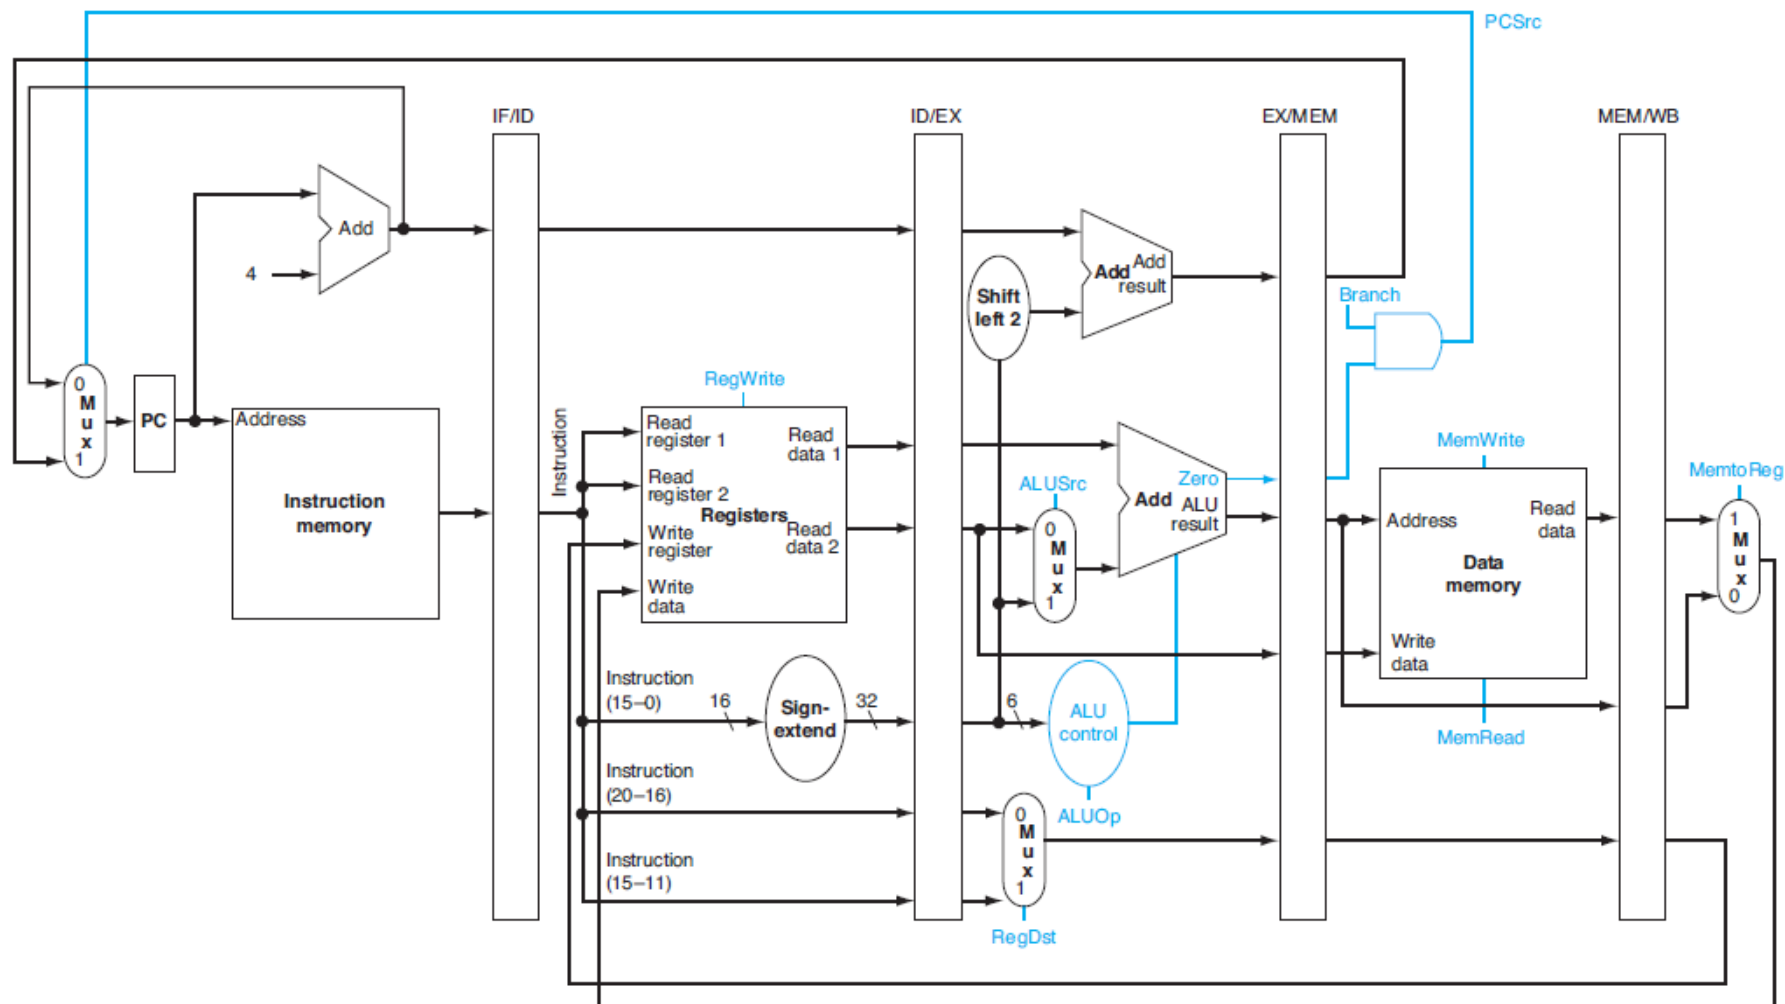 PCSrc
IF/ID
ID/EX
EX/MEM
MEM/WB
Add
4
Shift
left 2
Add
Add
result
Branch
0
M
u
x
1
PC
Address
Instruction
memory
Instruction
RegWrite
Read
register 1
Read
register 2
Write
register
Write
data
Registers
Read
data 1
Read
data 2
ALUSrc
0
M
u
x
1
Add
Zero
ALU
result
MemWrite
Address
Read
data
Data
memory
Write
data
MemRead
MemtoReg
1
M
u
x
0
Instruction
(15–0)
16
Sign-
extend
32
6
ALU
control
ALUOp
Instruction
(20–16)
Instruction
(15–11)
0
M
u
x
1
RegDst